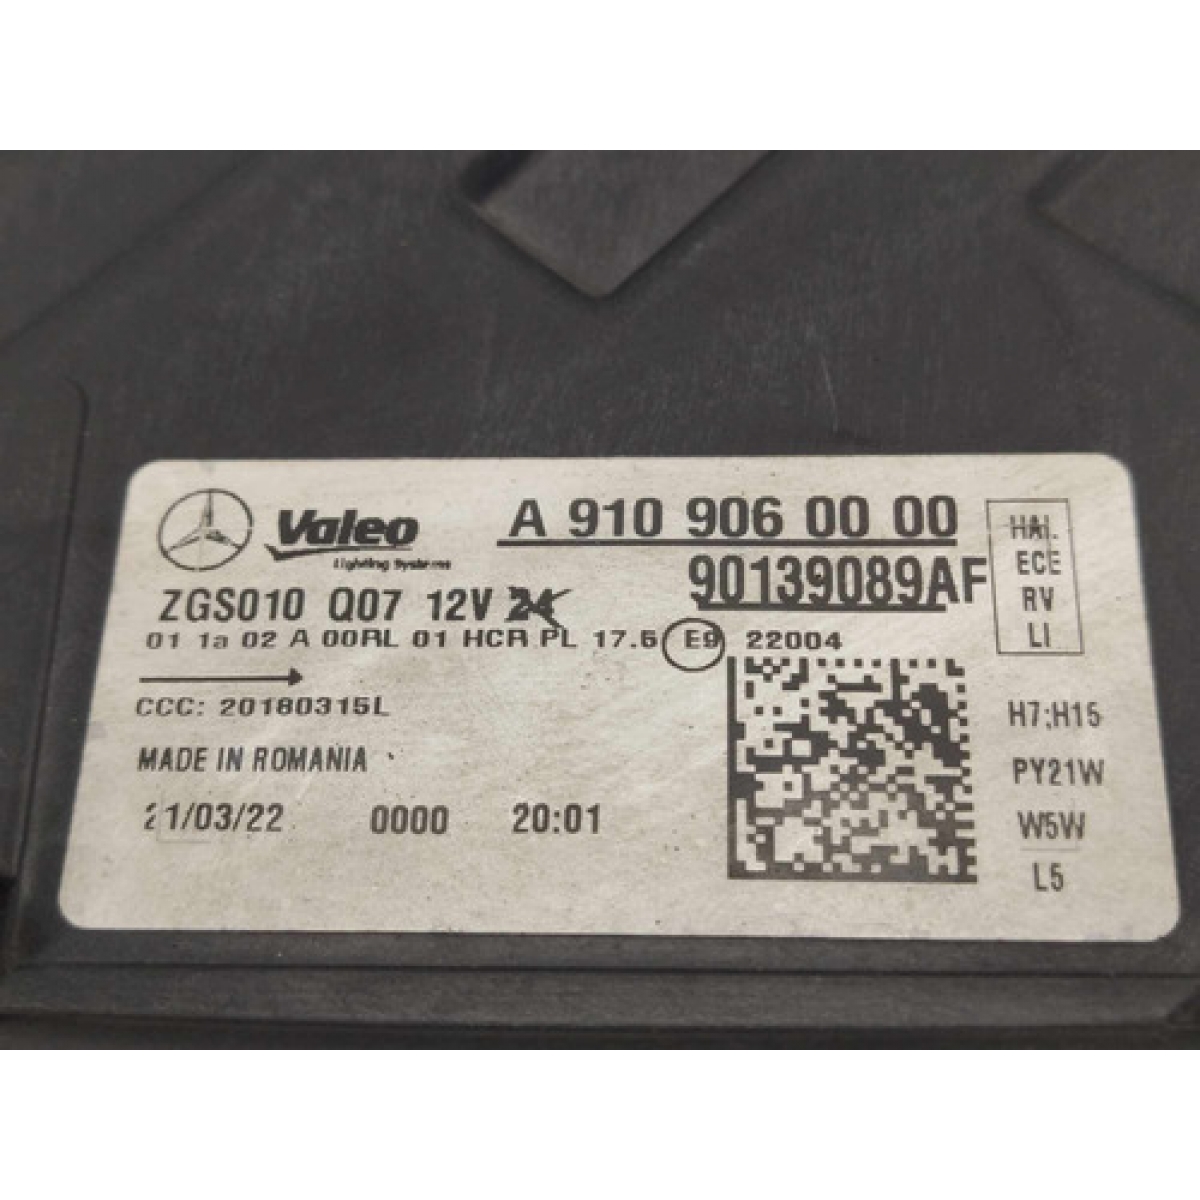 Valeo
Lighting Systems
A 910 906 00 00
90139089AF
ZGS010 Q07 12V 24
01 1a 02 A 00RL 01 HCR PL 17.5 E9 22004
CCC: 20180315L
MADE IN ROMANIA
21/03/22 0000 20:01
HAL
ECE
RV
LI
H7;H15
PY21W
W5W
L5